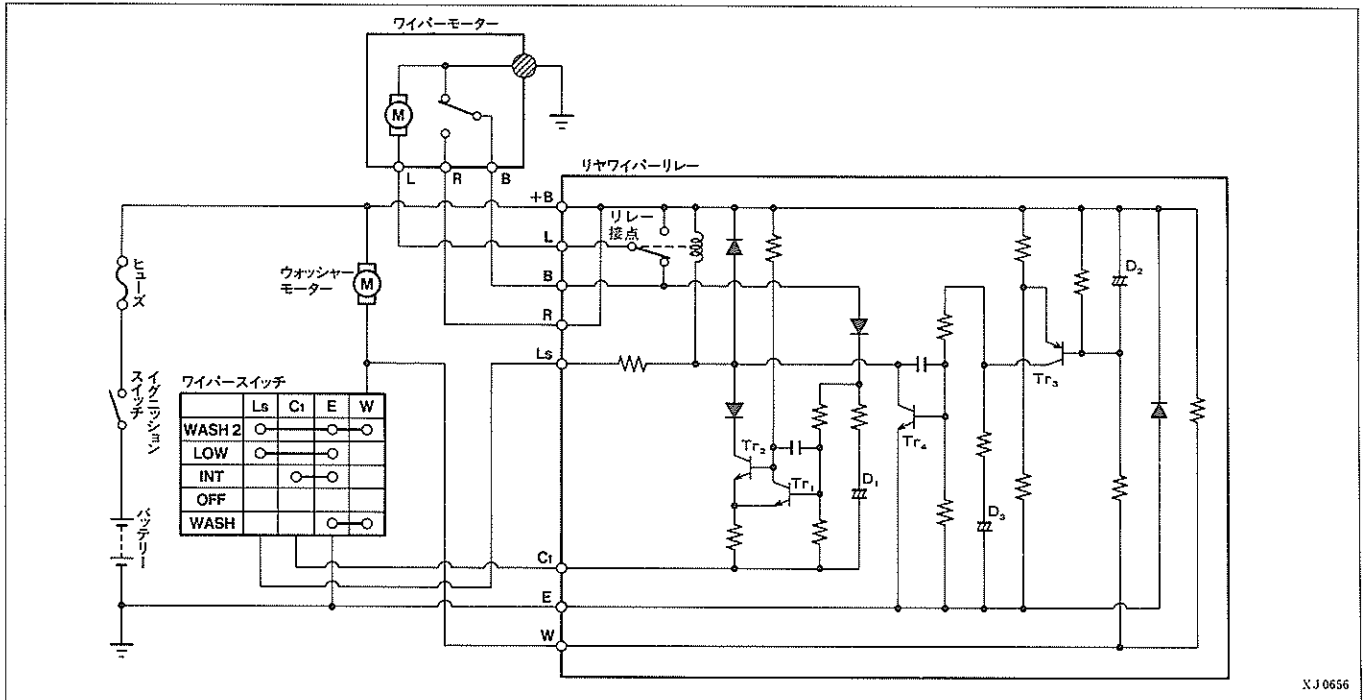 ワイパーモーター
M
L R B
リヤワイパーリレー
+B
リレー
接点
L
B
R
Ls
ヒューズ
ウォッシャー
モーター
M
イグニッション
スイッチ
ワイパースイッチ
Ls C1 E W
WASH 2
LOW
INT
OFF
WASH
バッテリー
Tr2
Tr1
D1
Tr4
D3
Tr3
D2
C1
E
W
XJ0656